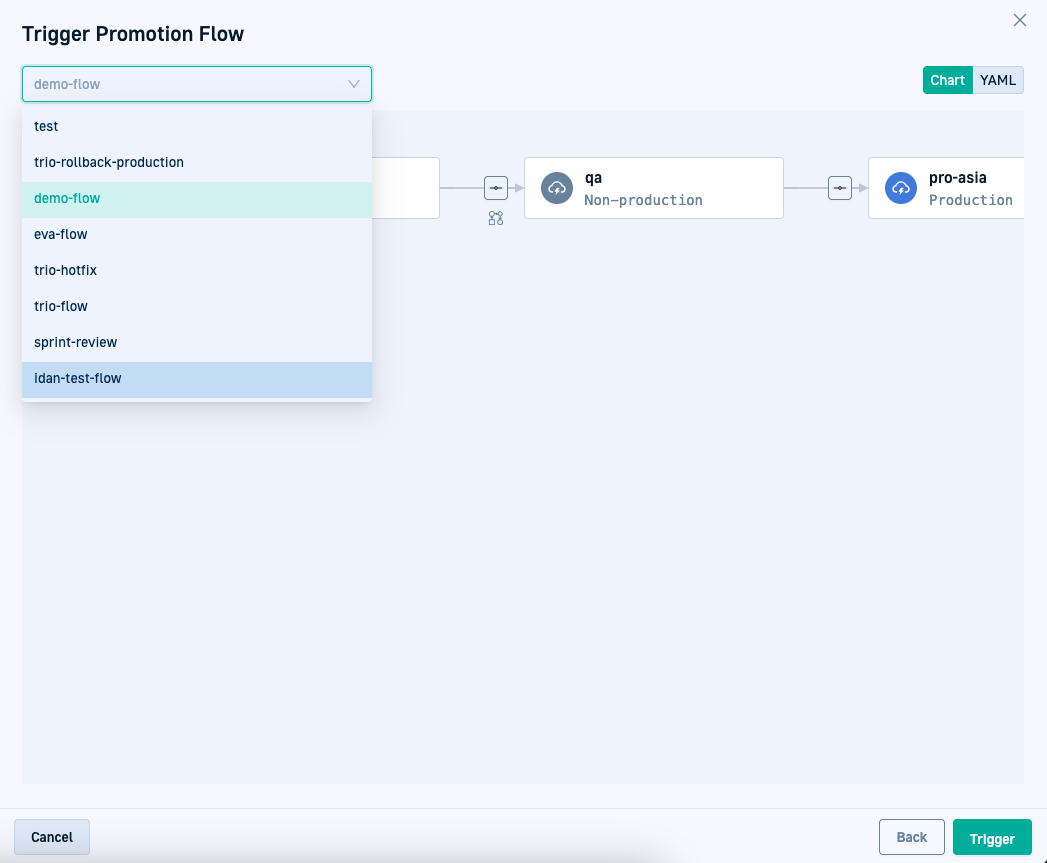 Trigger Promotion Flow
demo-flow
Chart
YAML
test
trio-rollback-production
demo-flow
eva-flow
trio-hotfix
trio-flow
sprint-review
idan-test-flow
qa
Non-production
pro-asia
Production
Cancel
Back
Trigger